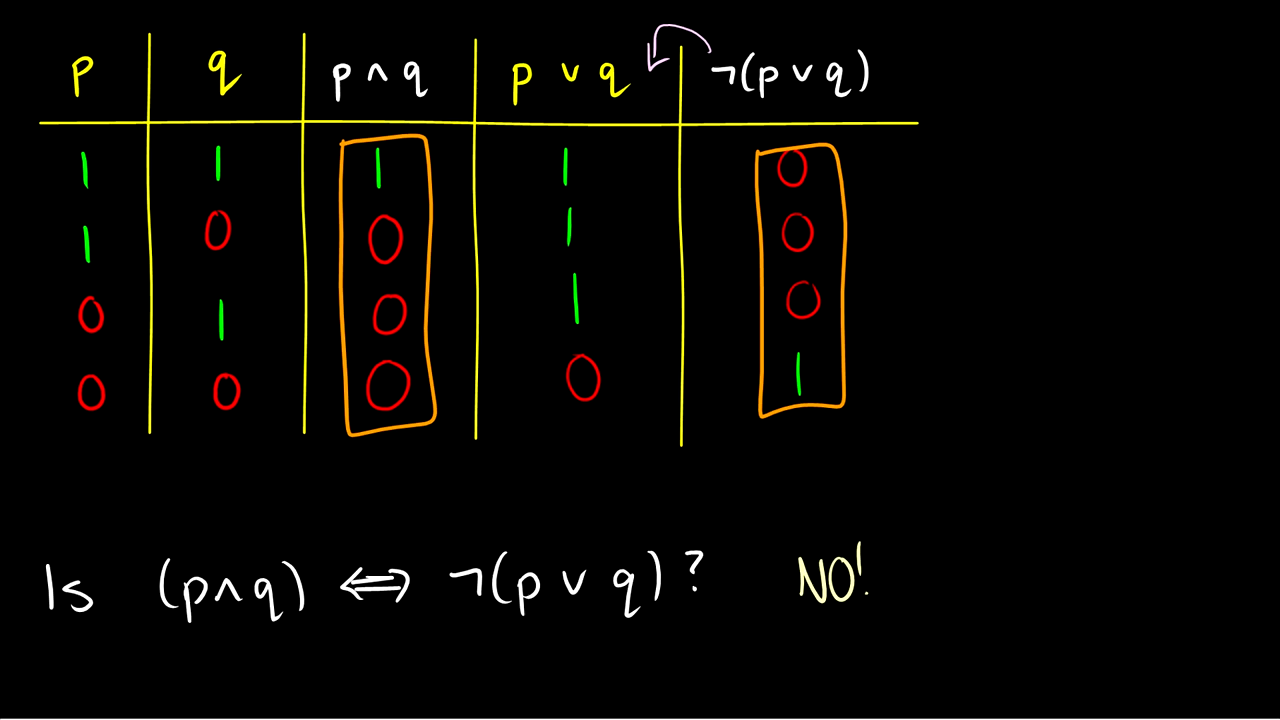 p q p ∧ q p ∨ q ¬(p ∨ q)
1 1 1 1 0
1 0 0 1 0
0 1 0 1 0
0 0 0 0 1
Is (p∧q) ⟺ ¬(p ∨ q)? NO!